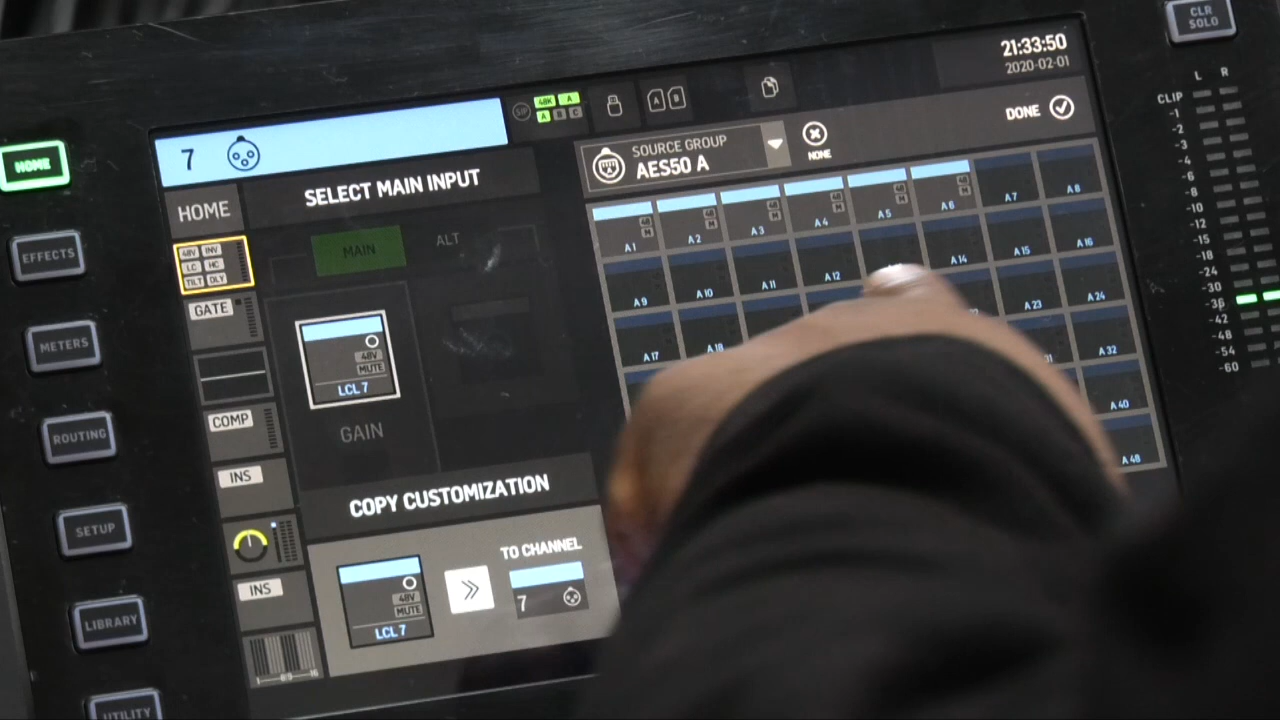 CLR
SOLO
21:33:50
2020-02-01
L R
CLIP
-1
-2
-3
-4
-6
-8
-10
-12
-15
-18
-24
-30
-36
-42
-48
-54
-60
HOME
EFFECTS
METERS
ROUTING
SETUP
LIBRARY
UTILITY
7
48K A
A B C
A B
HOME
48V INV
LC HC
TILT DLY
GATE
COMP
INS
INS
SELECT MAIN INPUT
MAIN
ALT
48V
MUTE
LCL 7
GAIN
COPY CUSTOMIZATION
48V
MUTE
LCL 7
TO CHANNEL
7
SOURCE GROUP
AES50 A
NONE
DONE
A 1 A 2 A 3 A 4 A 5 A 6 A 7 A 8
A 9 A 10 A 11 A 12 A 14 A 15 A 16
A 17 A 18 A 23 A 24
A 32
A 40
A 48